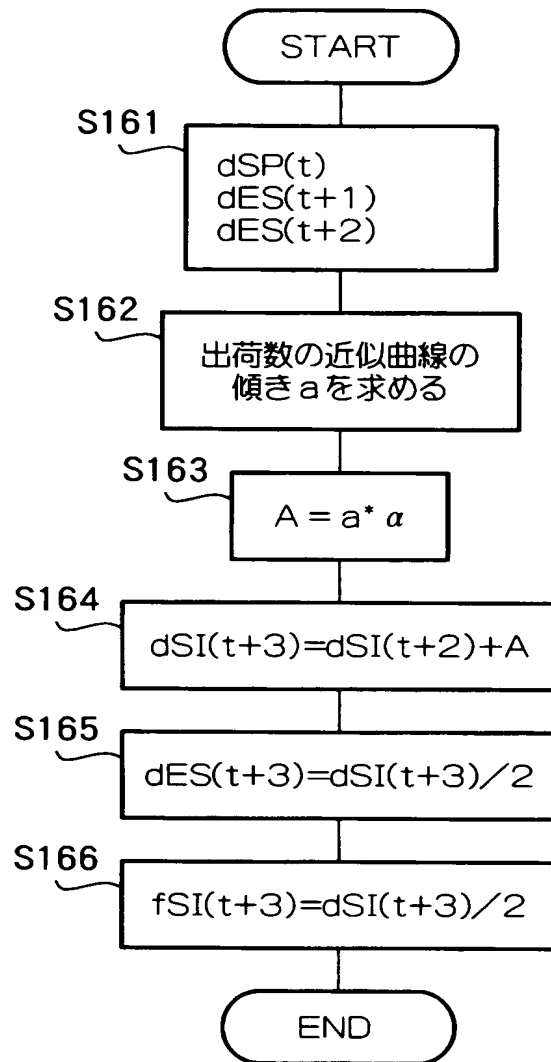 START
S161
dSP(t)
dES(t+1)
dES(t+2)
S162
出荷数の近似曲線の
傾きaを求める
S163
A=a* α
S164
dSI(t+3)=dSI(t+2)+A
S165
dES(t+3)=dSI(t+3)/2
S166
fSI(t+3)=dSI(t+3)/2
END